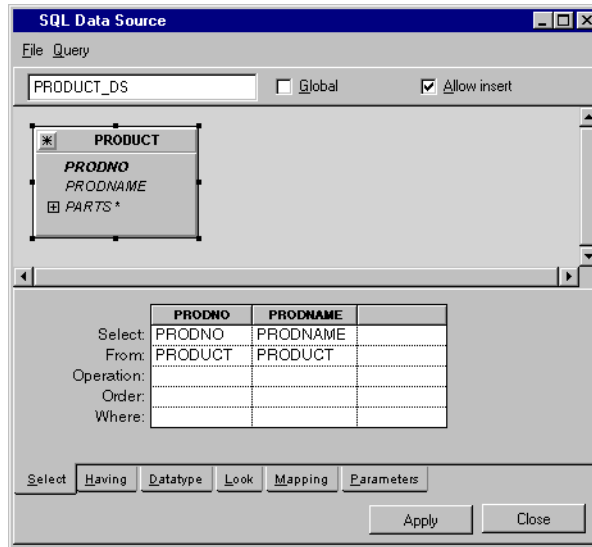 SQL Data Source
File Query
PRODUCT_DS Global Allow insert
PRODUCT
PRODNO
PRODNAME
PARTS*
PRODNO PRODNAME
Select: PRODNO PRODNAME
From: PRODUCT PRODUCT
Operation:
Order:
Where:
Select Having Datatype Look Mapping Parameters
Apply Close